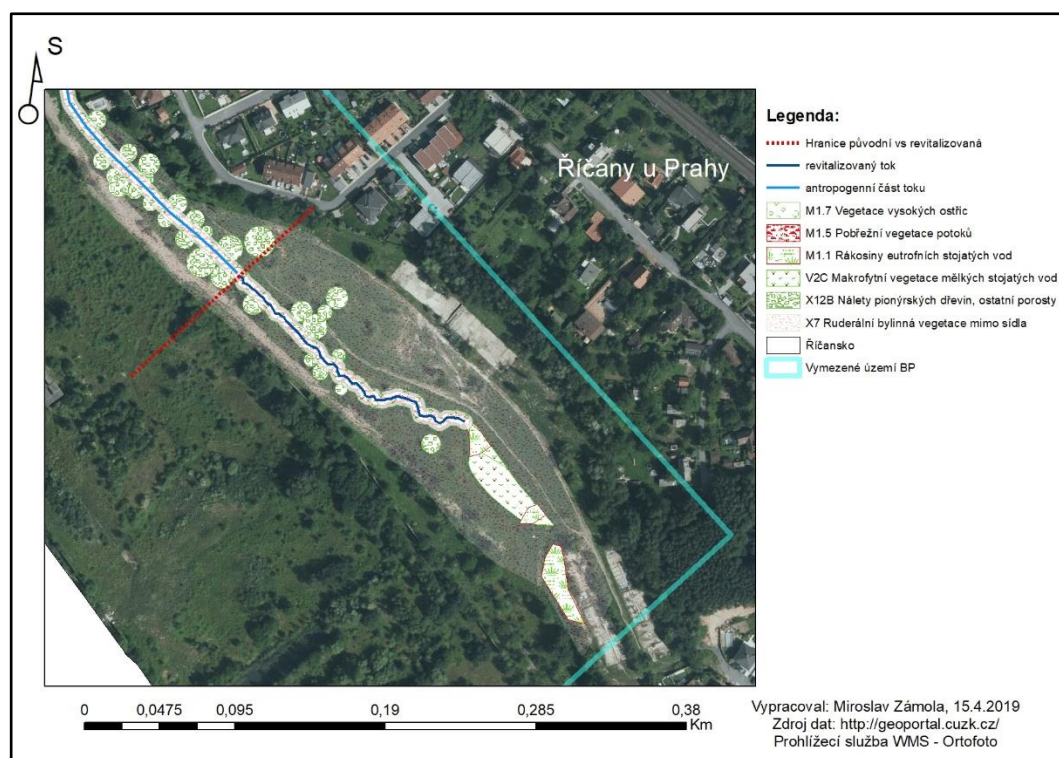 S
Říčany u Prahy
Legenda:
Hranice původní vs revitalizovaná
revitalizovaný tok
antropogenní část toku
M1.7 Vegetace vysokých ostřic
M1.5 Pobřežní vegetace potoků
M1.1 Rákosiny eutrofních stojatých vod
V2C Makrofytní vegetace mělkých stojatých vod
X12B Nálety pionýrských dřevin, ostatní porosty
X7 Ruderální bylinná vegetace mimo sídla
Říčansko
Vymezené území BP
0 0,0475 0,095 0,19 0,285 0,38
Km
Vypracoval: Miroslav Zámola, 15.4.2019
Zdroj dat: http://geoportal.cuzk.cz/
Prohlížecí služba WMS - Ortofoto